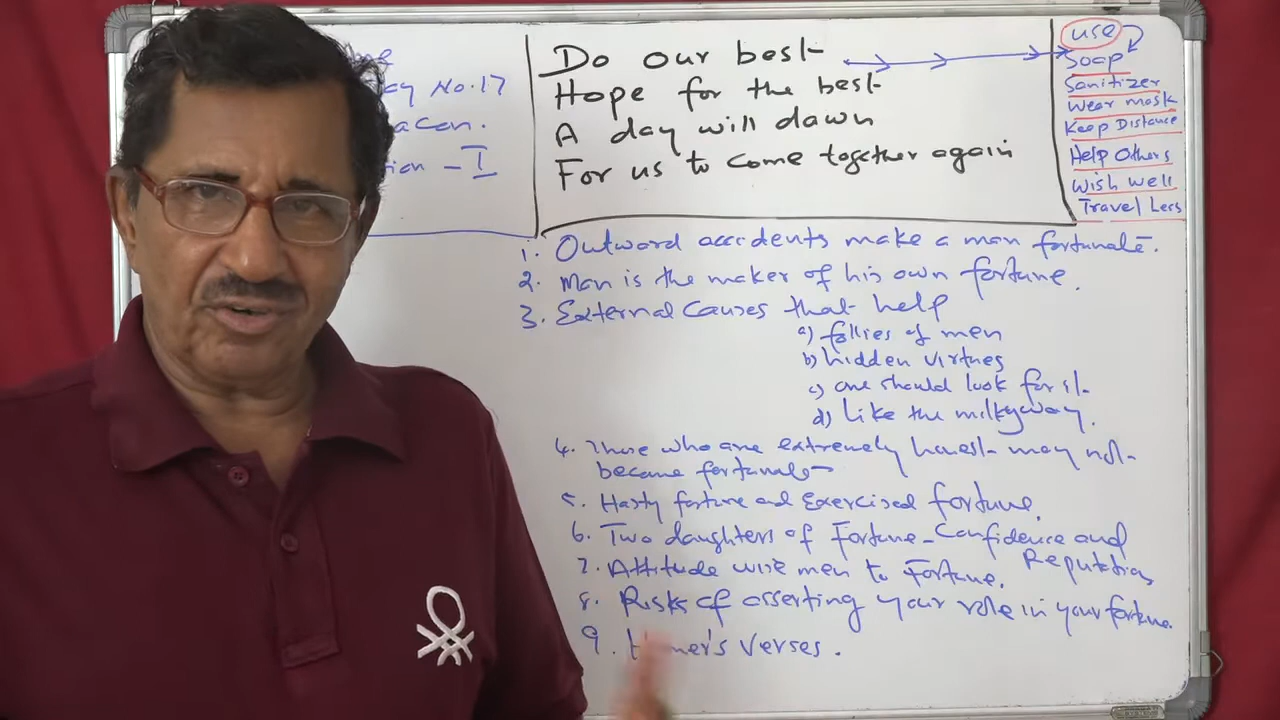 me
ay No.17
acon.
tion - I
Do our best
Hope for the best
A day will dawn
For us to come together again
use
Soap
Sanitizer
Wear mask
Keep Distance
Help Others
Wish well
Travel Less
1. Outward accidents make a man fortunate.
2. Man is the maker of his own fortune.
3. External Causes that help
a) follies of men
b) hidden virtues
c) one should look for it
d) Like the milkyway.
4. Those who are extremely honest may not
become fortunate
5. Hasty fortune and Exercised fortune.
6. Two daughters of Fortune - Confidence and
Reputation
7. Attitude wise men to Fortune.
8. Risks of asserting your role in your fortune.
9. Verses.